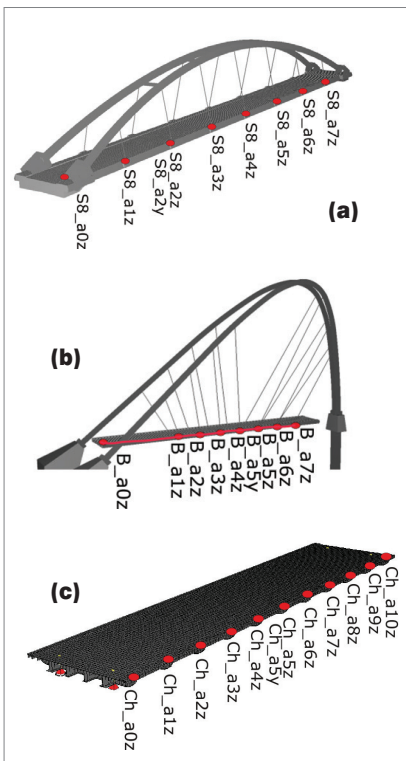 S8_a0z
S8_a1z
S8_a2y
S8_a2z
S8_a3z
S8_a4z
S8_a5z
S8_a6z
S8_a7z
(a)
(b)
B_a0z
B_a1z
B_a2z
B_a3z
B_a4z
B_a5y
B_a5z
B_a6z
B_a7z
(c)
Ch_a0z
Ch_a1z
Ch_a2z
Ch_a3z
Ch_a4z
Ch_a5y
Ch_a5z
Ch_a6z
Ch_a7z
Ch_a8z
Ch_a9z
Ch_a10z